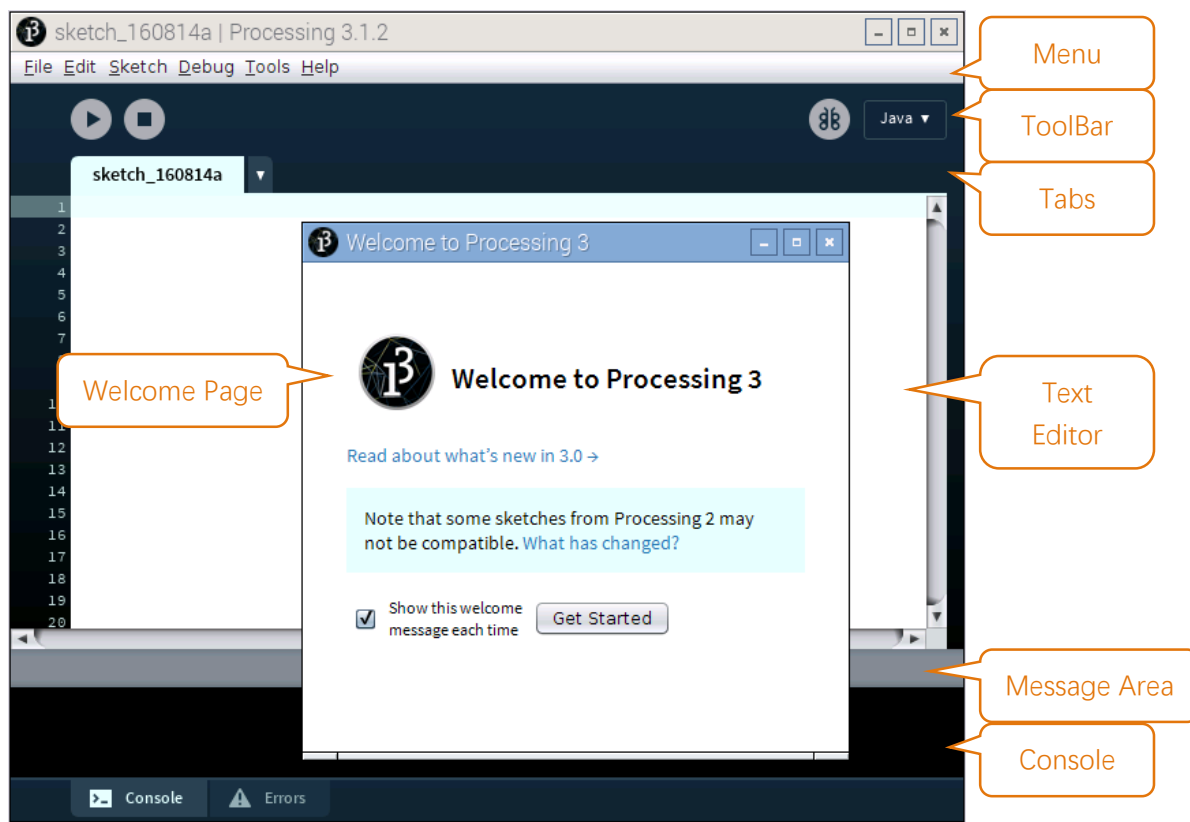 sketch_160814a | Processing 3.1.2
File Edit Sketch Debug Tools Help
Menu
Java ▼
ToolBar
sketch_160814a ▼
Tabs
1
2
3
4
5
6
7
11
12
13
14
15
16
17
18
19
20
Welcome to Processing 3
Welcome Page
Welcome to Processing 3
Text
Editor
Read about what's new in 3.0 →
Note that some sketches from Processing 2 may
not be compatible. What has changed?
Show this welcome
message each time
Get Started
Message Area
Console
Console
Errors